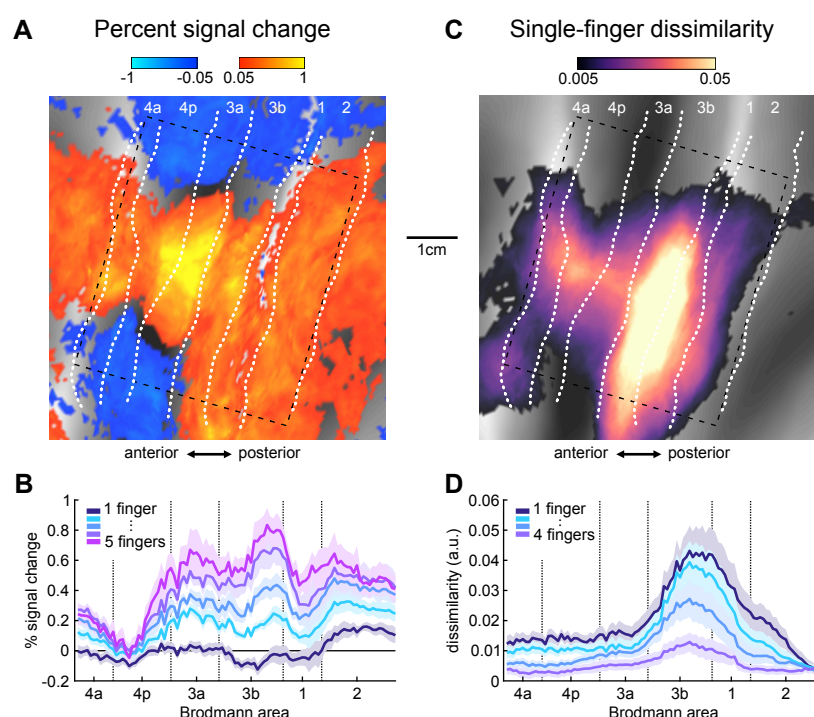 A Percent signal change
-1 -0.05 0.05 1
4a 4p 3a 3b 1 2
anterior posterior
1cm
C Single-finger dissimilarity
0.005 0.05
4a 4p 3a 3b 1 2
anterior posterior
B
1 finger
5 fingers
% signal change
1
0.8
0.6
0.4
0.2
0
-0.2
4a 4p 3a 3b 1 2
Brodmann area
D
1 finger
4 fingers
dissimilarity (a.u.)
0.06
0.05
0.04
0.03
0.02
0.01
0
4a 4p 3a 3b 1 2
Brodmann area